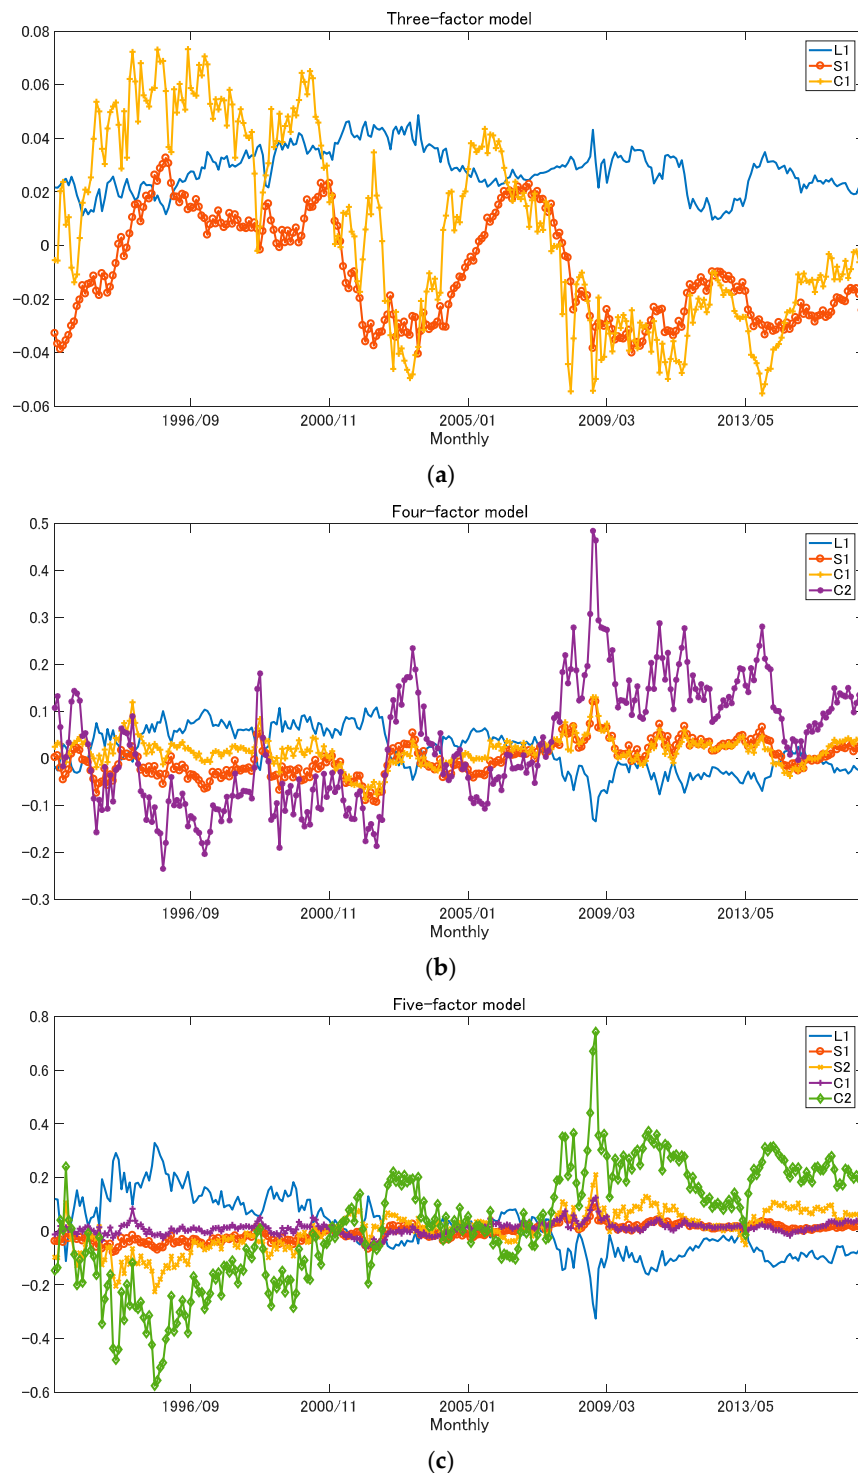 Three-factor model
0.08
0.06
0.04
0.02
0
−0.02
−0.04
−0.06
L1
S1
C1
1996/09 2000/11 2005/01 2009/03 2013/05
Monthly
(a)
Four-factor model
0.5
0.4
0.3
0.2
0.1
0
−0.1
−0.2
−0.3
L1
S1
C1
C2
1996/09 2000/11 2005/01 2009/03 2013/05
Monthly
(b)
Five-factor model
0.8
0.6
0.4
0.2
0
−0.2
−0.4
−0.6
L1
S1
S2
C1
C2
1996/09 2000/11 2005/01 2009/03 2013/05
Monthly
(c)